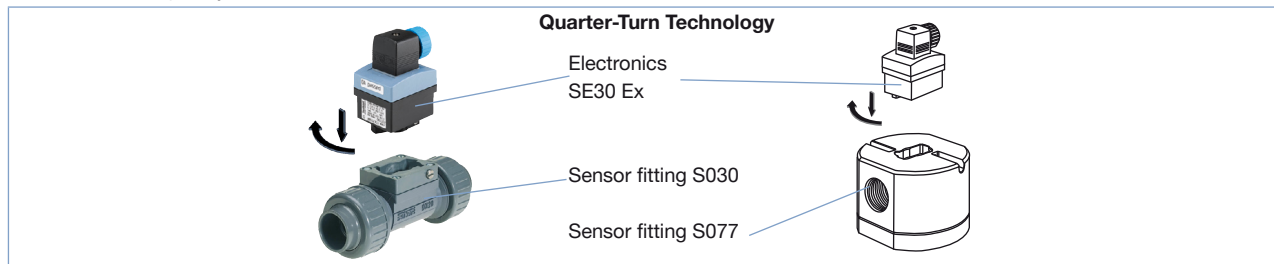 Quarter-Turn Technology
Electronics
SE30 Ex
Sensor fitting S030
Sensor fitting S077